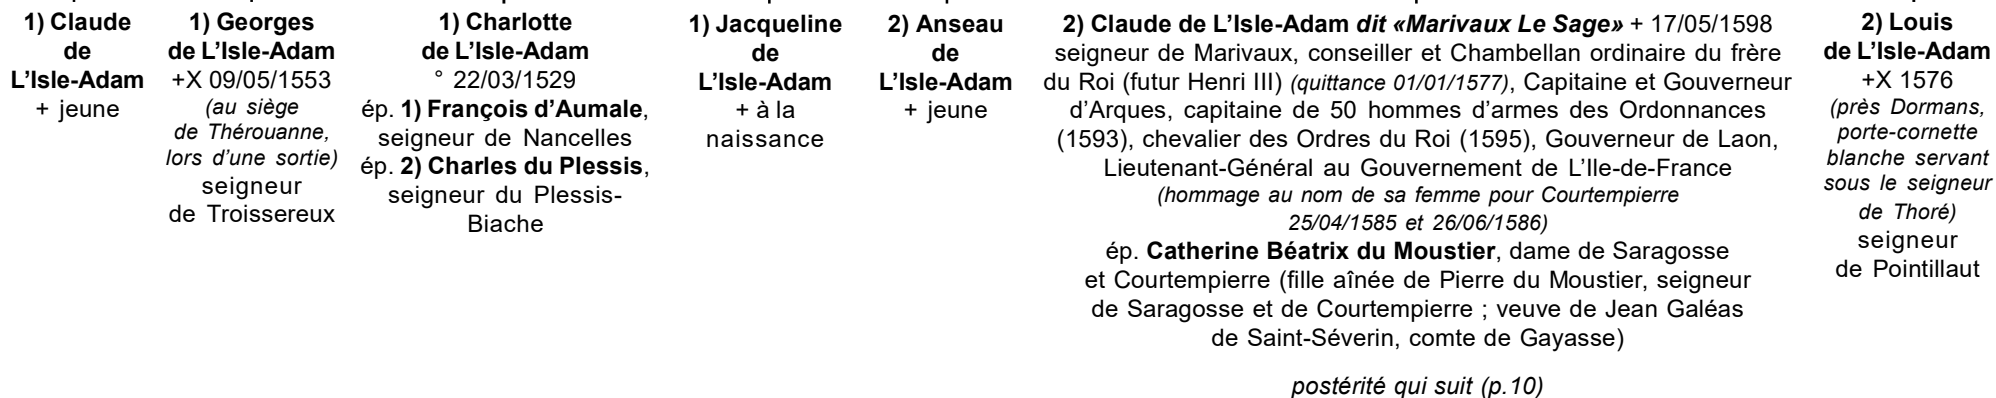 1) Claude
de
L’Isle-Adam
+ jeune
1) Georges
de L’Isle-Adam
+X 09/05/1553
(au siège
de Thérouanne,
lors d’une sortie)
seigneur
de Troissereux
1) Charlotte
de L’Isle-Adam
° 22/03/1529
ép. 1) François d’Aumale,
seigneur de Nancelles
ép. 2) Charles du Plessis,
seigneur du Plessis-
Biache
1) Jacqueline
de
L’Isle-Adam
+ à la
naissance
2) Anseau
de
L’Isle-Adam
+ jeune
2) Claude de L’Isle-Adam dit «Marivaux Le Sage» + 17/05/1598
seigneur de Marivaux, conseiller et Chambellan ordinaire du frère
du Roi (futur Henri III) (quittance 01/01/1577), Capitaine et Gouverneur
d’Arques, capitaine de 50 hommes d’armes des Ordonnances
(1593), chevalier des Ordres du Roi (1595), Gouverneur de Laon,
Lieutenant-Général au Gouvernement de L’Ile-de-France
(hommage au nom de sa femme pour Courtempierre
25/04/1585 et 26/06/1586)
ép. Catherine Béatrix du Moustier, dame de Saragosse
et Courtempierre (fille aînée de Pierre du Moustier, seigneur
de Saragosse et de Courtempierre ; veuve de Jean Galéas
de Saint-Séverin, comte de Gayasse)
postérité qui suit (p.10)
2) Louis
de L’Isle-Adam
+X 1576
(près Dormans,
porte-cornette
blanche servant
sous le seigneur
de Thoré)
seigneur
de Pointillaut